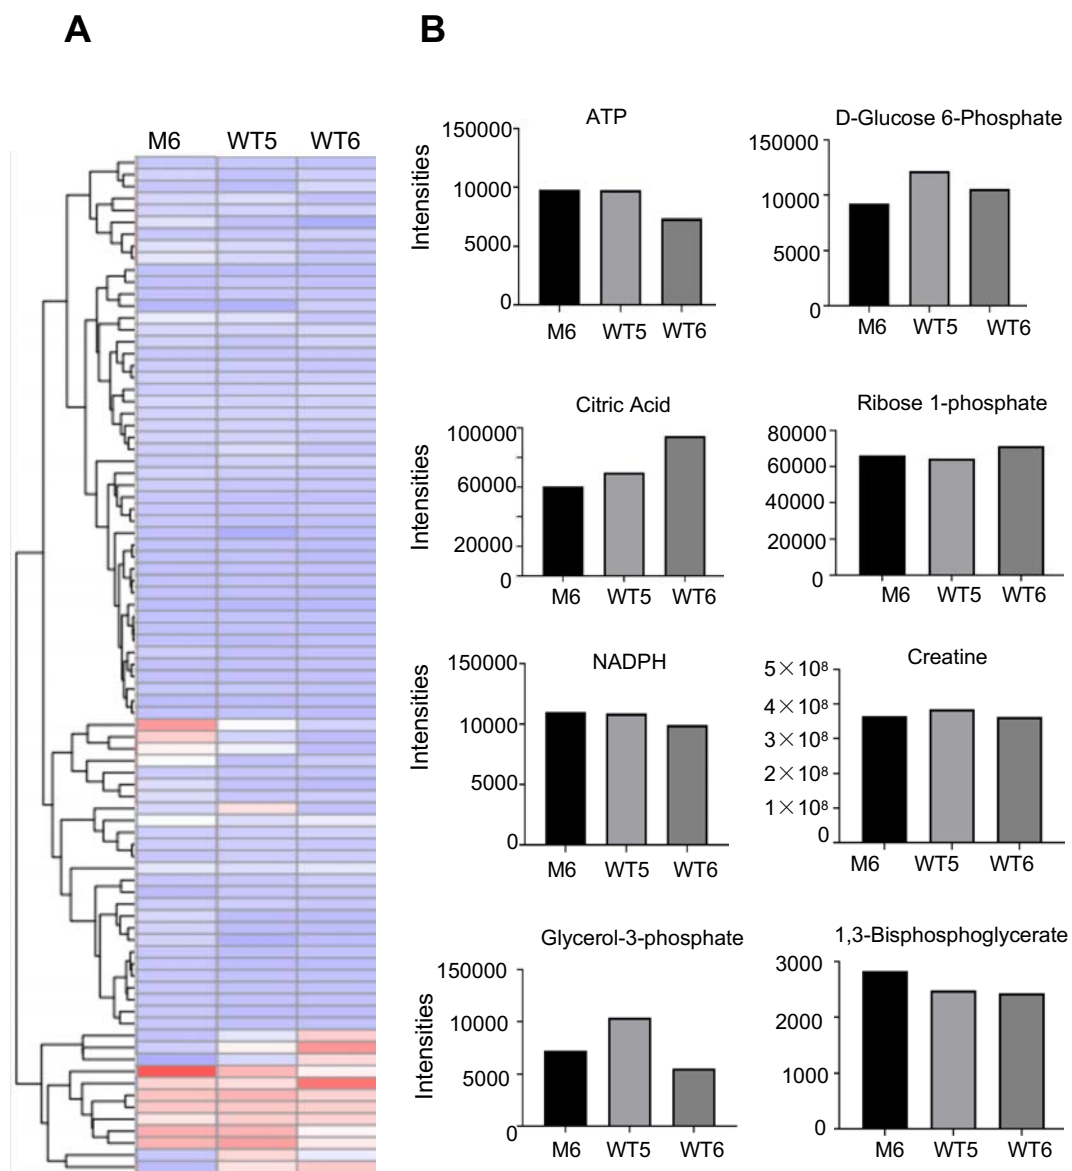 A
B
M6 WT5 WT6
ATP
150000
10000
5000
0
Intensities
M6 WT5 WT6
D-Glucose 6-Phosphate
150000
10000
5000
0
M6 WT5 WT6
Citric Acid
100000
60000
20000
0
Intensities
M6 WT5 WT6
Ribose 1-phosphate
80000
60000
40000
20000
0
M6 WT5 WT6
NADPH
150000
10000
5000
0
Intensities
M6 WT5 WT6
Creatine
5×10⁸
4×10⁸
3×10⁸
2×10⁸
1×10⁸
0
M6 WT5 WT6
Glycerol-3-phosphate
150000
10000
5000
0
Intensities
M6 WT5 WT6
1,3-Bisphosphoglycerate
3000
2000
1000
0
M6 WT5 WT6